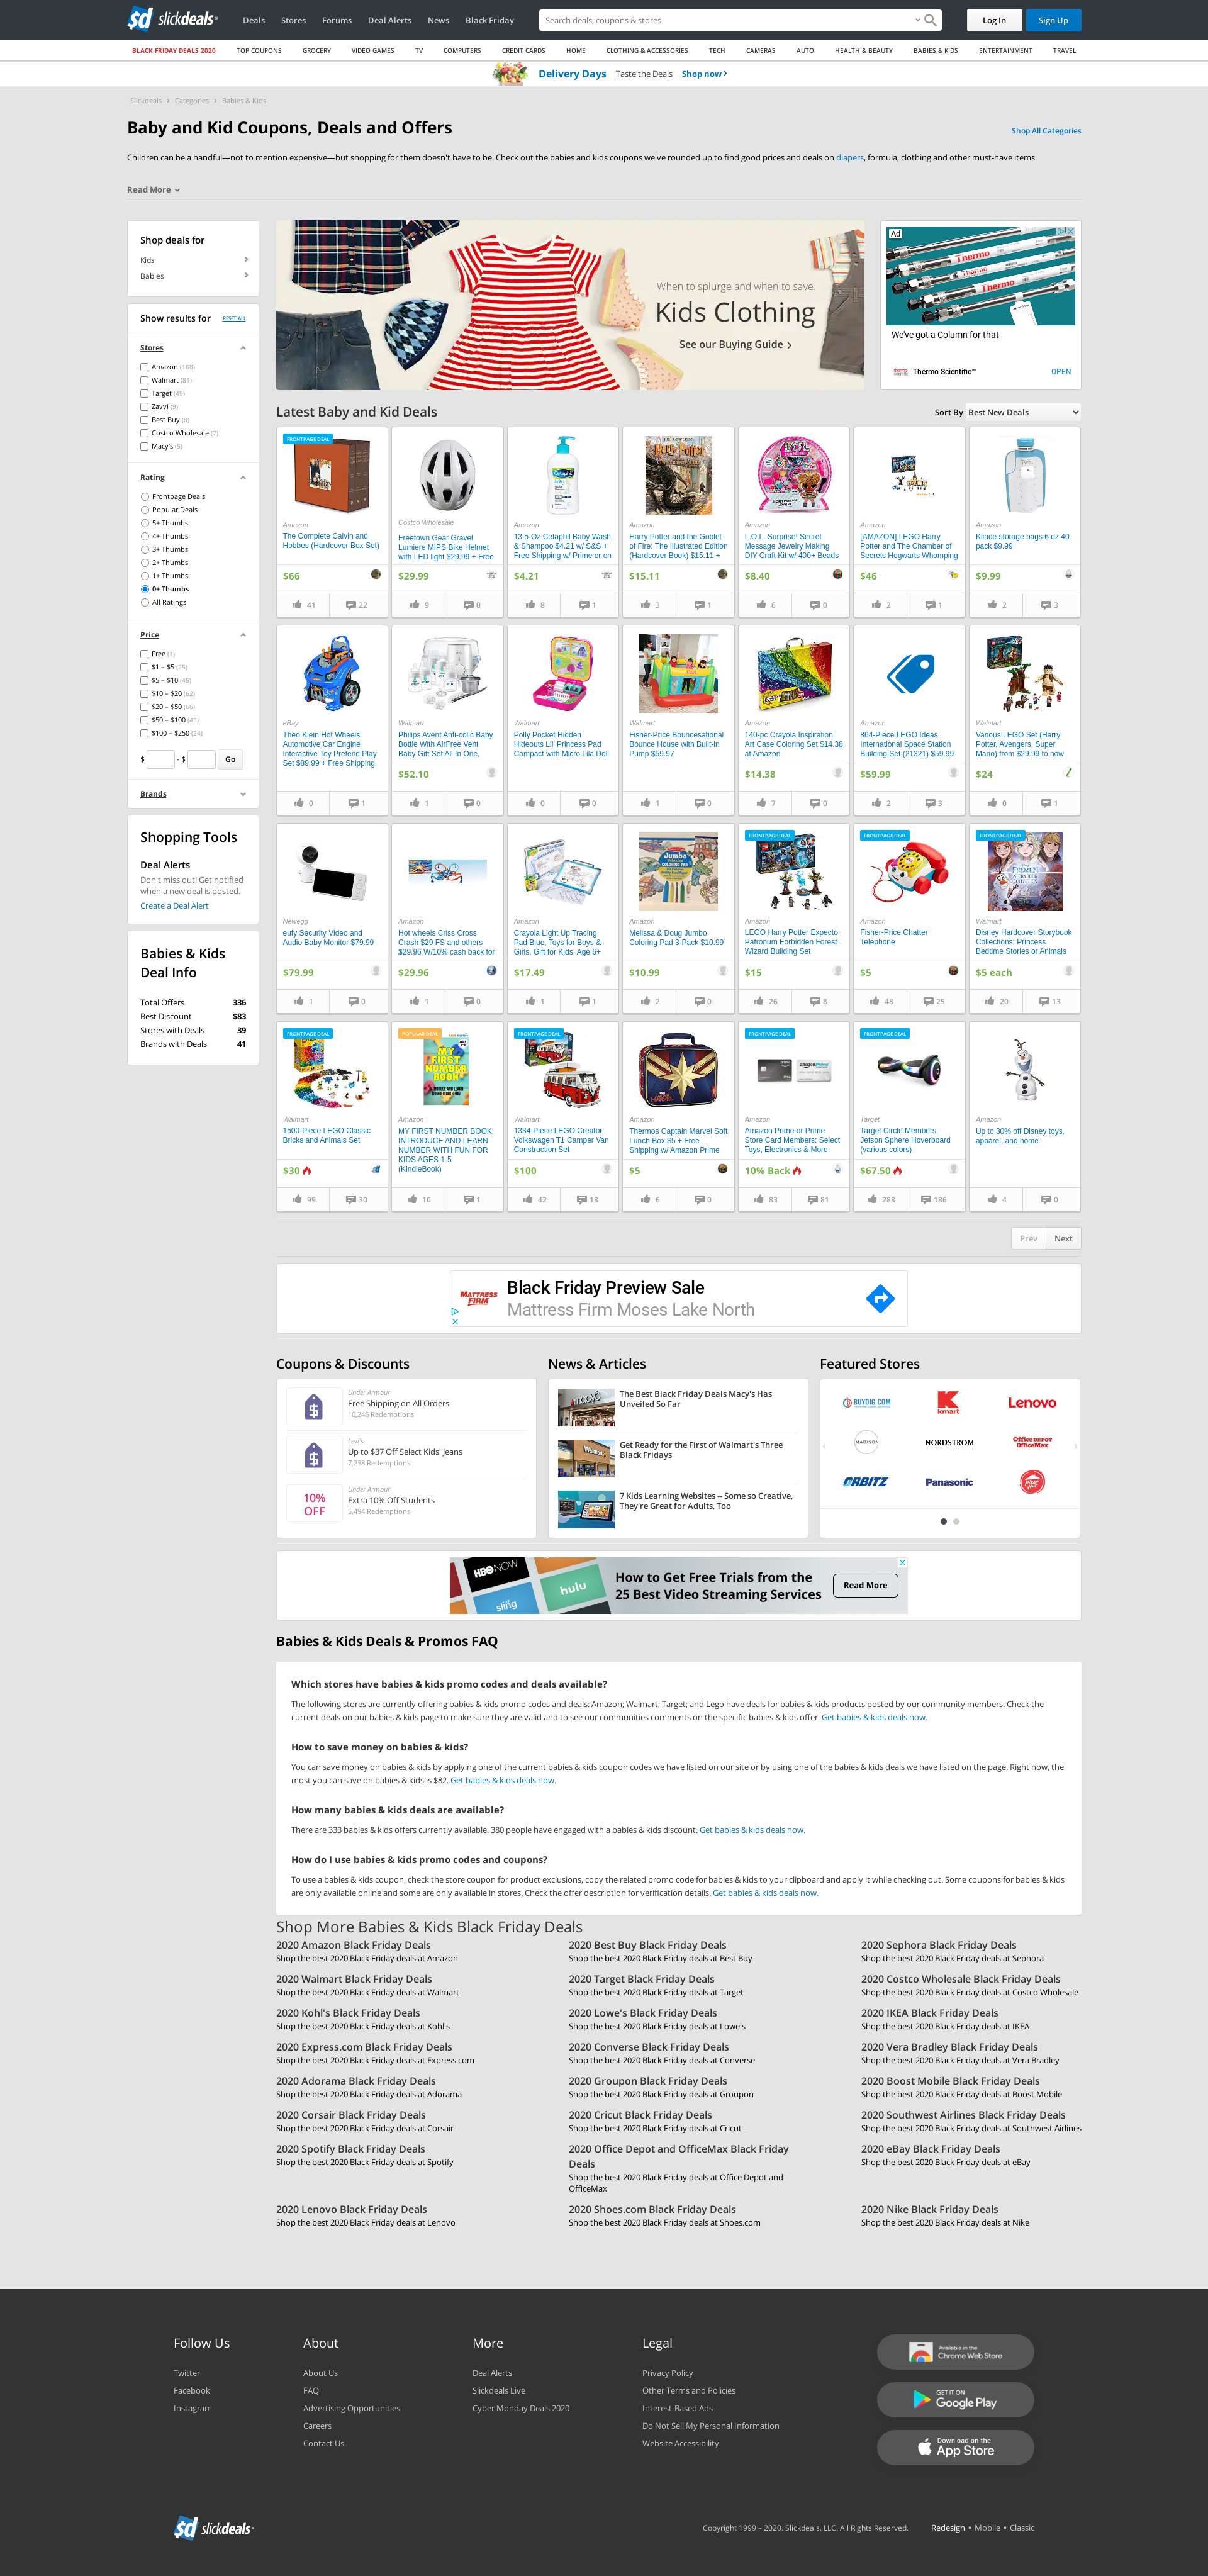 slickdeals
Deals
Stores
Forums
Deal Alerts
News
Black Friday
Search deals, coupons & stores
Log In
Sign Up
BLACK FRIDAY DEALS 2020
TOP COUPONS
GROCERY
VIDEO GAMES
TV
COMPUTERS
CREDIT CARDS
HOME
CLOTHING & ACCESSORIES
TECH
CAMERAS
AUTO
HEALTH & BEAUTY
BABIES & KIDS
ENTERTAINMENT
TRAVEL
Delivery Days Taste the Deals Shop now
Slickdeals > Categories > Babies & Kids
Baby and Kid Coupons, Deals and Offers
Shop All Categories
Children can be a handful—not to mention expensive—but shopping for them doesn't have to be. Check out the babies and kids coupons we've rounded up to find good prices and deals on diapers, formula, clothing and other must-have items.
Read More
Shop deals for
Kids
Babies
Show results for
RESET ALL
Stores
Amazon (168)
Walmart (81)
Target (49)
Zavvi (9)
Best Buy (8)
Costco Wholesale (7)
Macy's (5)
Rating
Frontpage Deals
Popular Deals
5+ Thumbs
4+ Thumbs
3+ Thumbs
2+ Thumbs
1+ Thumbs
0+ Thumbs
All Ratings
Price
Free (1)
$1 – $5 (25)
$5 – $10 (45)
$10 – $20 (62)
$20 – $50 (66)
$50 – $100 (45)
$100 – $250 (24)
$ - $ Go
Brands
Shopping Tools
Deal Alerts
Don't miss out! Get notified
when a new deal is posted.
Create a Deal Alert
Babies & Kids
Deal Info
Total Offers 336
Best Discount $83
Stores with Deals 39
Brands with Deals 41
When to splurge and when to save.
Kids Clothing
See our Buying Guide
Ad
Thermo
We've got a Column for that
Thermo Scientific™
OPEN
Latest Baby and Kid Deals
Sort By Best New Deals
FRONTPAGE DEAL
Amazon
The Complete Calvin and
Hobbes (Hardcover Box Set)
$66
41 22
Costco Wholesale
Freetown Gear Gravel
Lumiere MIPS Bike Helmet
with LED light $29.99 + Free
$29.99
9 0
Amazon
13.5-Oz Cetaphil Baby Wash
& Shampoo $4.21 w/ S&S +
Free Shipping w/ Prime or on
$4.21
8 1
Amazon
Harry Potter and the Goblet
of Fire: The Illustrated Edition
(Hardcover Book) $15.11 +
$15.11
3 1
Amazon
L.O.L. Surprise! Secret
Message Jewelry Making
DIY Craft Kit w/ 400+ Beads
$8.40
6 0
Amazon
[AMAZON] LEGO Harry
Potter and The Chamber of
Secrets Hogwarts Whomping
$46
2 1
Amazon
Kiinde storage bags 6 oz 40
pack $9.99
$9.99
2 3
eBay
Theo Klein Hot Wheels
Automotive Car Engine
Interactive Toy Pretend Play
Set $89.99 + Free Shipping
0 1
Walmart
Philips Avent Anti-colic Baby
Bottle With AirFree Vent
Baby Gift Set All In One,
$52.10
1 0
Walmart
Polly Pocket Hidden
Hideouts Lil' Princess Pad
Compact with Micro Lila Doll
0 0
Walmart
Fisher-Price Bouncesational
Bounce House with Built-in
Pump $59.97
1 0
Amazon
140-pc Crayola Inspiration
Art Case Coloring Set $14.38
at Amazon
$14.38
7 0
Amazon
864-Piece LEGO Ideas
International Space Station
Building Set (21321) $59.99
$59.99
2 3
Walmart
Various LEGO Set (Harry
Potter, Avengers, Super
Mario) from $29.99 to now
$24
0 1
Newegg
eufy Security Video and
Audio Baby Monitor $79.99
$79.99
1 0
Amazon
Hot wheels Criss Cross
Crash $29 FS and others
$29.96 W/10% cash back for
$29.96
1 0
Amazon
Crayola Light Up Tracing
Pad Blue, Toys for Boys &
Girls, Gift for Kids, Age 6+
$17.49
1 1
Amazon
Melissa & Doug Jumbo
Coloring Pad 3-Pack $10.99
$10.99
2 0
FRONTPAGE DEAL
Amazon
LEGO Harry Potter Expecto
Patronum Forbidden Forest
Wizard Building Set
$15
26 8
FRONTPAGE DEAL
Amazon
Fisher-Price Chatter
Telephone
$5
48 25
FRONTPAGE DEAL
Walmart
Disney Hardcover Storybook
Collections: Princess
Bedtime Stories or Animals
$5 each
20 13
FRONTPAGE DEAL
Walmart
1500-Piece LEGO Classic
Bricks and Animals Set
$30
99 30
POPULAR DEAL
MY FIRST NUMBER BOOK
Amazon
MY FIRST NUMBER BOOK:
INTRODUCE AND LEARN
NUMBER WITH FUN FOR
KIDS AGES 1-5
(KindleBook)
10 1
FRONTPAGE DEAL
Walmart
1334-Piece LEGO Creator
Volkswagen T1 Camper Van
Construction Set
$100
42 18
Amazon
Thermos Captain Marvel Soft
Lunch Box $5 + Free
Shipping w/ Amazon Prime
$5
6 0
FRONTPAGE DEAL
Amazon
Amazon Prime or Prime
Store Card Members: Select
Toys, Electronics & More
10% Back
83 81
FRONTPAGE DEAL
Target
Target Circle Members:
Jetson Sphere Hoverboard
(various colors)
$67.50
288 186
Amazon
Up to 30% off Disney toys,
apparel, and home
4 0
Prev Next
MATTRESS FIRM
Black Friday Preview Sale
Mattress Firm Moses Lake North
Coupons & Discounts
Under Armour
Free Shipping on All Orders
10,246 Redemptions
Levi's
Up to $37 Off Select Kids' Jeans
7,238 Redemptions
10%
OFF
Under Armour
Extra 10% Off Students
5,494 Redemptions
News & Articles
The Best Black Friday Deals Macy's Has
Unveiled So Far
Get Ready for the First of Walmart's Three
Black Fridays
7 Kids Learning Websites -- Some so Creative,
They're Great for Adults, Too
Featured Stores
BUYDIG.COM
kmart
Lenovo
MADISON
NORDSTROM
Office DEPOT
OfficeMax
ORBITZ
Panasonic
HBO NOW
hulu
sling
How to Get Free Trials from the
25 Best Video Streaming Services
Read More
Babies & Kids Deals & Promos FAQ
Which stores have babies & kids promo codes and deals available?
The following stores are currently offering babies & kids promo codes and deals: Amazon; Walmart; Target; and Lego have deals for babies & kids products posted by our community members. Check the
current deals on our babies & kids page to make sure they are valid and to see our communities comments on the specific babies & kids offer. Get babies & kids deals now.
How to save money on babies & kids?
You can save money on babies & kids by applying one of the current babies & kids coupon codes we have listed on our site or by using one of the babies & kids deals we have listed on the page. Right now, the
most you can save on babies & kids is $82. Get babies & kids deals now.
How many babies & kids deals are available?
There are 333 babies & kids offers currently available. 380 people have engaged with a babies & kids discount. Get babies & kids deals now.
How do I use babies & kids promo codes and coupons?
To use a babies & kids coupon, check the store coupon for product exclusions, copy the related promo code for babies & kids to your clipboard and apply it while checking out. Some coupons for babies & kids
are only available online and some are only available in stores. Check the offer description for verification details. Get babies & kids deals now.
Shop More Babies & Kids Black Friday Deals
2020 Amazon Black Friday Deals
Shop the best 2020 Black Friday deals at Amazon
2020 Best Buy Black Friday Deals
Shop the best 2020 Black Friday deals at Best Buy
2020 Sephora Black Friday Deals
Shop the best 2020 Black Friday deals at Sephora
2020 Walmart Black Friday Deals
Shop the best 2020 Black Friday deals at Walmart
2020 Target Black Friday Deals
Shop the best 2020 Black Friday deals at Target
2020 Costco Wholesale Black Friday Deals
Shop the best 2020 Black Friday deals at Costco Wholesale
2020 Kohl's Black Friday Deals
Shop the best 2020 Black Friday deals at Kohl's
2020 Lowe's Black Friday Deals
Shop the best 2020 Black Friday deals at Lowe's
2020 IKEA Black Friday Deals
Shop the best 2020 Black Friday deals at IKEA
2020 Express.com Black Friday Deals
Shop the best 2020 Black Friday deals at Express.com
2020 Converse Black Friday Deals
Shop the best 2020 Black Friday deals at Converse
2020 Vera Bradley Black Friday Deals
Shop the best 2020 Black Friday deals at Vera Bradley
2020 Adorama Black Friday Deals
Shop the best 2020 Black Friday deals at Adorama
2020 Groupon Black Friday Deals
Shop the best 2020 Black Friday deals at Groupon
2020 Boost Mobile Black Friday Deals
Shop the best 2020 Black Friday deals at Boost Mobile
2020 Corsair Black Friday Deals
Shop the best 2020 Black Friday deals at Corsair
2020 Cricut Black Friday Deals
Shop the best 2020 Black Friday deals at Cricut
2020 Southwest Airlines Black Friday Deals
Shop the best 2020 Black Friday deals at Southwest Airlines
2020 Spotify Black Friday Deals
Shop the best 2020 Black Friday deals at Spotify
2020 Office Depot and OfficeMax Black Friday
Deals
Shop the best 2020 Black Friday deals at Office Depot and
OfficeMax
2020 eBay Black Friday Deals
Shop the best 2020 Black Friday deals at eBay
2020 Lenovo Black Friday Deals
Shop the best 2020 Black Friday deals at Lenovo
2020 Shoes.com Black Friday Deals
Shop the best 2020 Black Friday deals at Shoes.com
2020 Nike Black Friday Deals
Shop the best 2020 Black Friday deals at Nike
Follow Us
Twitter
Facebook
Instagram
About
About Us
FAQ
Advertising Opportunities
Careers
Contact Us
More
Deal Alerts
Slickdeals Live
Cyber Monday Deals 2020
Legal
Privacy Policy
Other Terms and Policies
Interest-Based Ads
Do Not Sell My Personal Information
Website Accessibility
Available in the
Chrome Web Store
GET IT ON
Google Play
Download on the
App Store
slickdeals
Copyright 1999 – 2020. Slickdeals, LLC. All Rights Reserved.
Redesign • Mobile • Classic